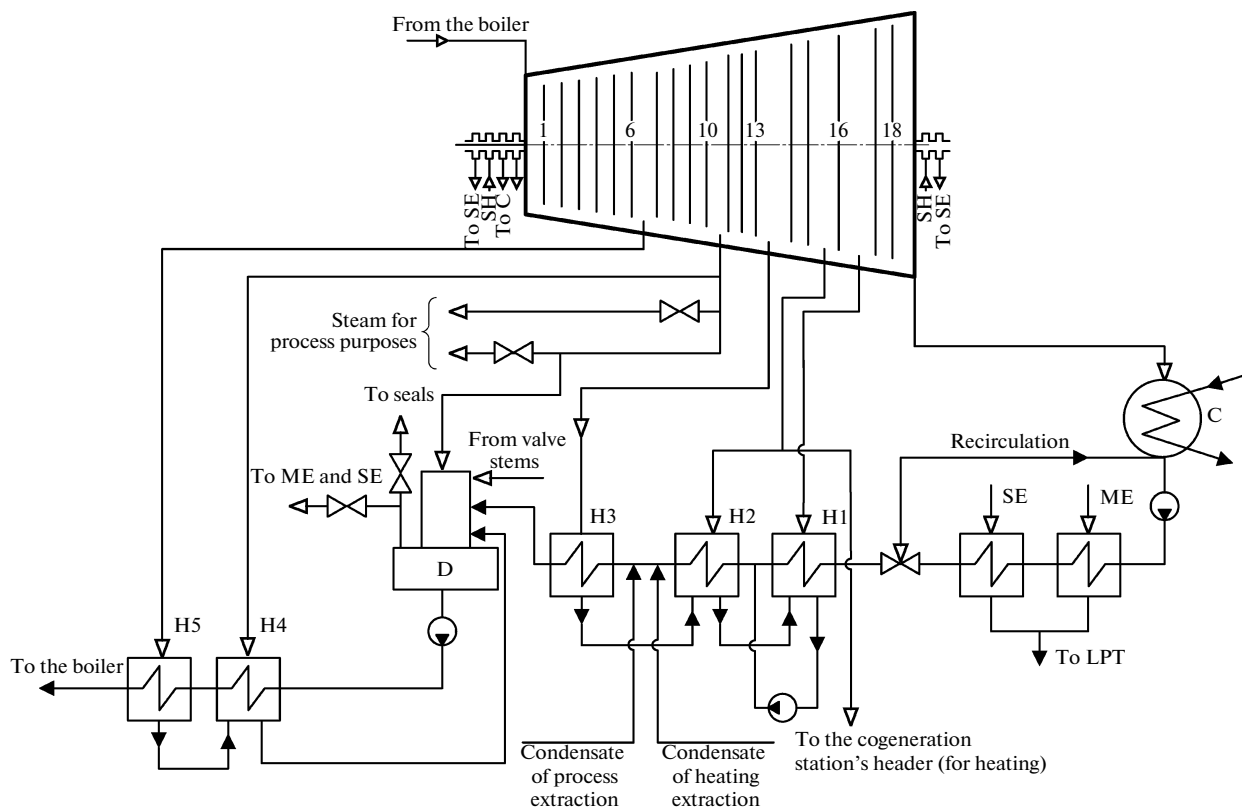 From the boiler
1
6
10
13
16
18
To SE
SH
To C
SH
To SE
Steam for
process purposes
To seals
From valve
stems
To ME and SE
C
Recirculation
SE
ME
H3
H2
H1
D
H5
H4
To LPT
To the boiler
Condensate
of process
extraction
Condensate
of heating
extraction
To the cogeneration
station's header (for heating)